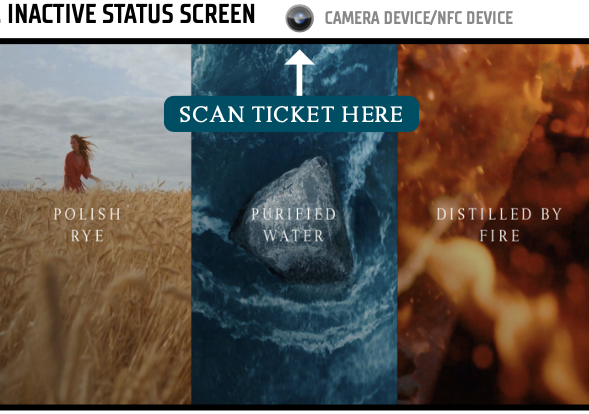 INACTIVE STATUS SCREEN
CAMERA DEVICE/NFC DEVICE
SCAN TICKET HERE
POLISH
RYE
PURIFIED
WATER
DISTILLED BY
FIRE